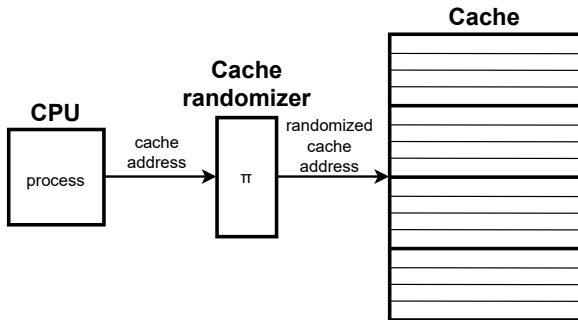 Cache
Cache
randomizer
CPU
cache
address
randomized
cache
address
process
π